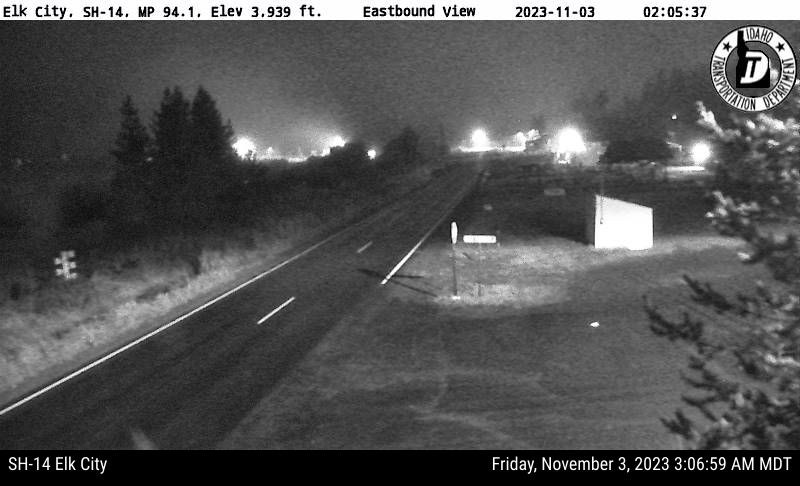 Elk City, SH-14, MP 94.1, Elev 3,939 ft. Eastbound View 2023-11-03 02:05:37
IDAHO
TRANSPORTATION DEPARTMENT
SH-14 Elk City Friday, November 3, 2023 3:06:59 AM MDT